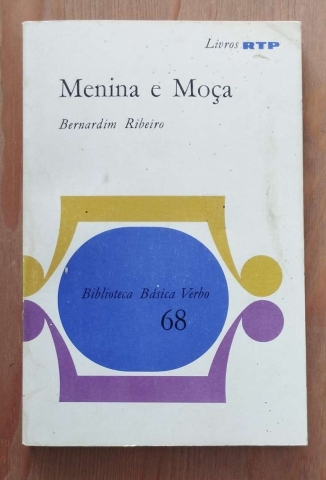 Livros RTP
Menina e Moça
Bernardim Ribeiro
Biblioteca Básica Verbo
68